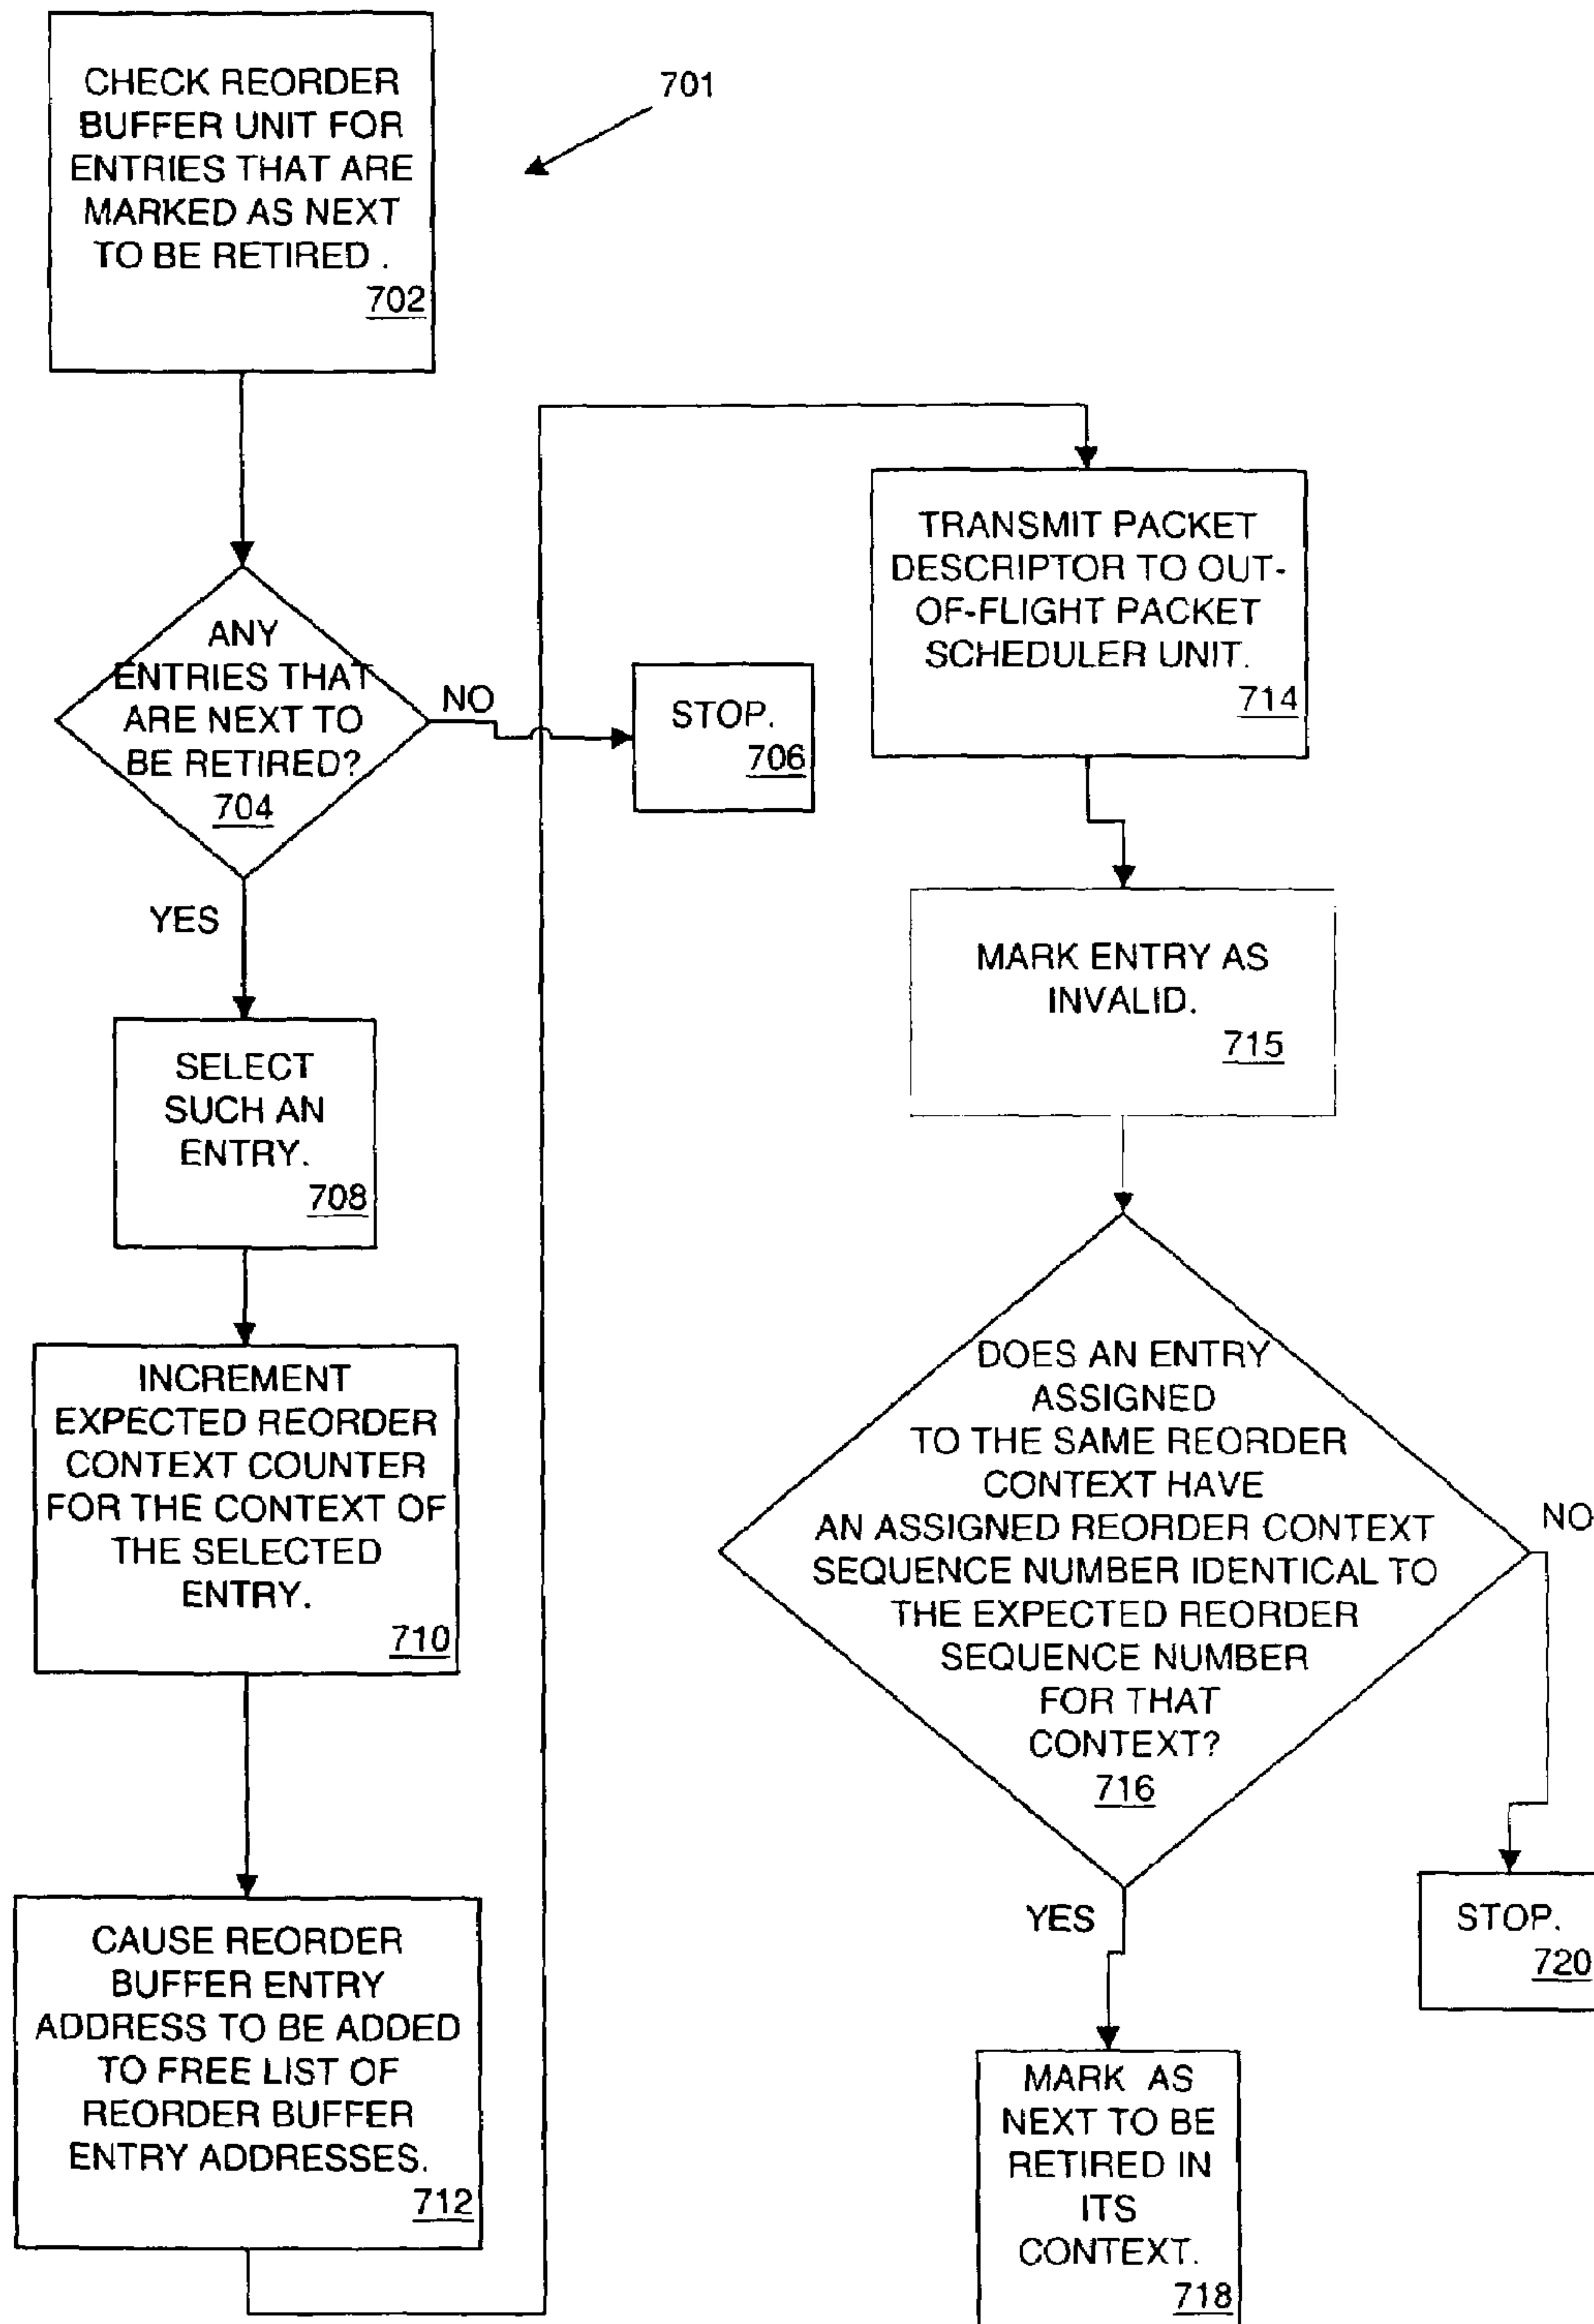 CHECK REORDER
BUFFER UNIT FOR
ENTRIES THAT ARE
MARKED AS NEXT
TO BE RETIRED .
702
701
ANY
ENTRIES THAT
ARE NEXT TO
BE RETIRED?
704
NO
STOP.
706
YES
SELECT
SUCH AN
ENTRY.
708
INCREMENT
EXPECTED REORDER
CONTEXT COUNTER
FOR THE CONTEXT OF
THE SELECTED
ENTRY.
710
CAUSE REORDER
BUFFER ENTRY
ADDRESS TO BE ADDED
TO FREE LIST OF
REORDER BUFFER
ENTRY ADDRESSES.
712
TRANSMIT PACKET
DESCRIPTOR TO OUT-
OF-FLIGHT PACKET
SCHEDULER UNIT.
714
MARK ENTRY AS
INVALID.
715
DOES AN ENTRY
ASSIGNED
TO THE SAME REORDER
CONTEXT HAVE
AN ASSIGNED REORDER CONTEXT
SEQUENCE NUMBER IDENTICAL TO
THE EXPECTED REORDER
SEQUENCE NUMBER
FOR THAT
CONTEXT?
716
NO
STOP.
720
YES
MARK AS
NEXT TO BE
RETIRED IN
ITS
CONTEXT.
718